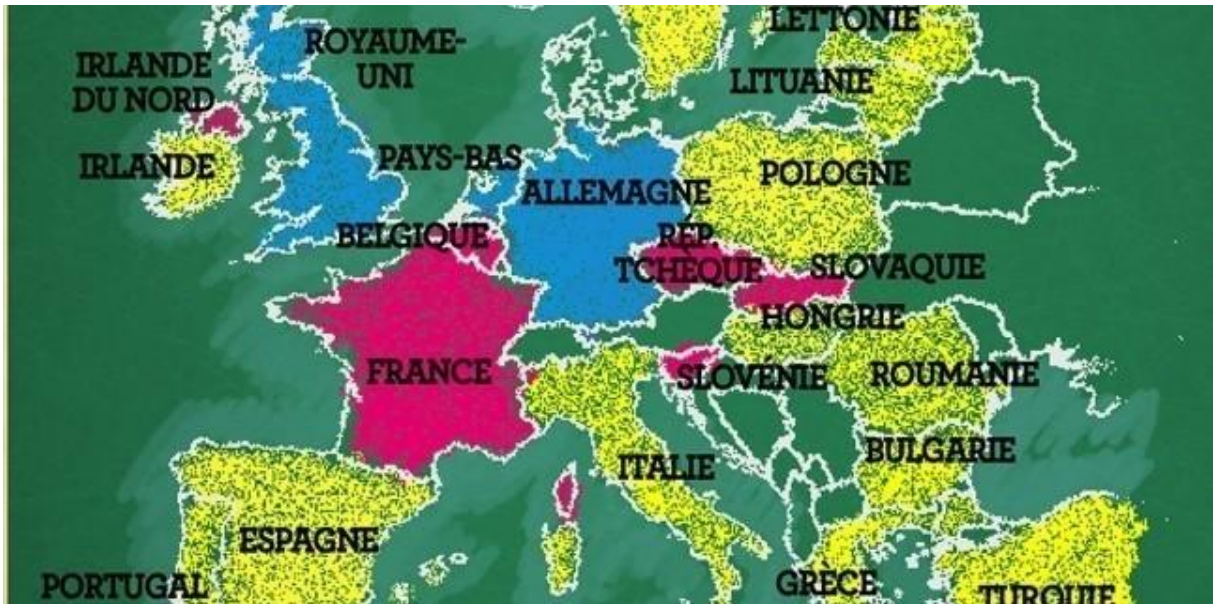 LETTONIE
ROYAUME-
UNI
IRLANDE
DU NORD
LITUANIE
IRLANDE
PAYS-BAS
ALLEMAGNE
POLOGNE
BELGIQUE
RÉP.
TCHÈQUE
SLOVAQUIE
HONGRIE
FRANCE
SLOVÉNIE
ROUMANIE
BULGARIE
ITALIE
ESPAGNE
PORTUGAL
GRÈCE
TURQUIE